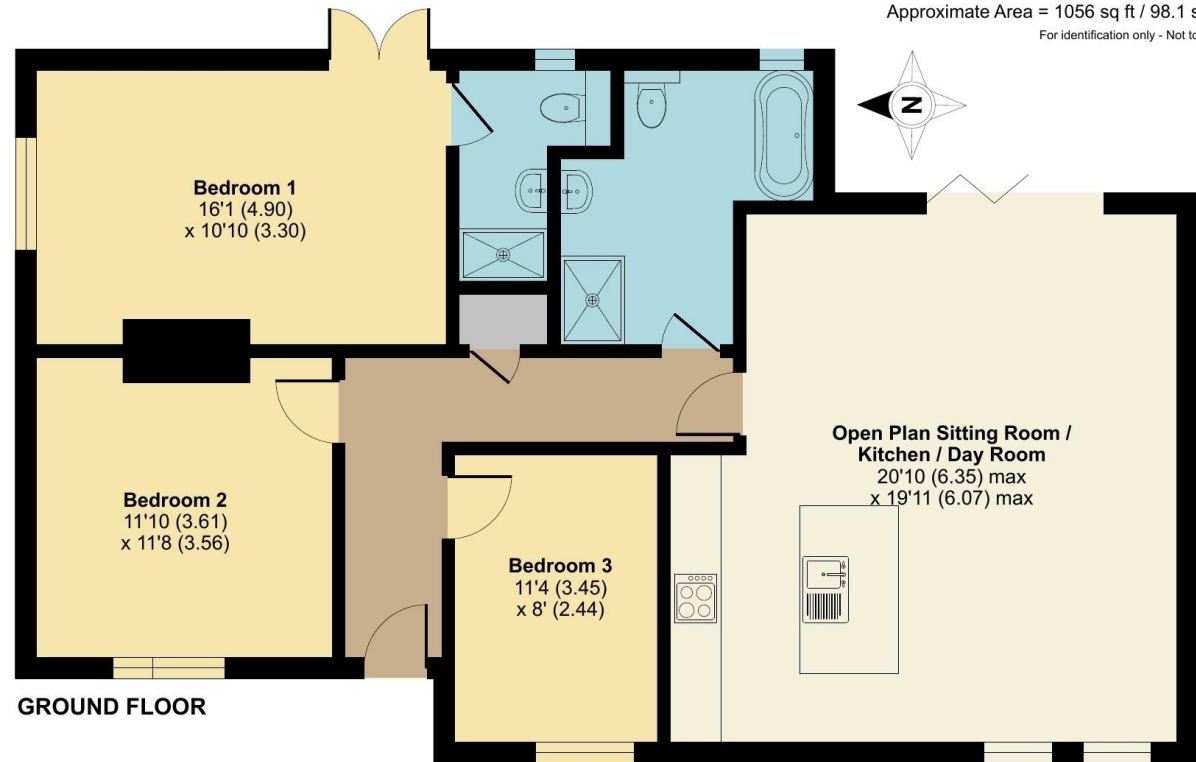 Approximate Area = 1056 sq ft / 98.1 s
For identification only - Not to
N
Bedroom 1
16'1 (4.90)
x 10'10 (3.30)
Open Plan Sitting Room /
Kitchen / Day Room
20'10 (6.35) max
x 19'11 (6.07) max
Bedroom 2
11'10 (3.61)
x 11'8 (3.56)
Bedroom 3
11'4 (3.45)
x 8' (2.44)
GROUND FLOOR